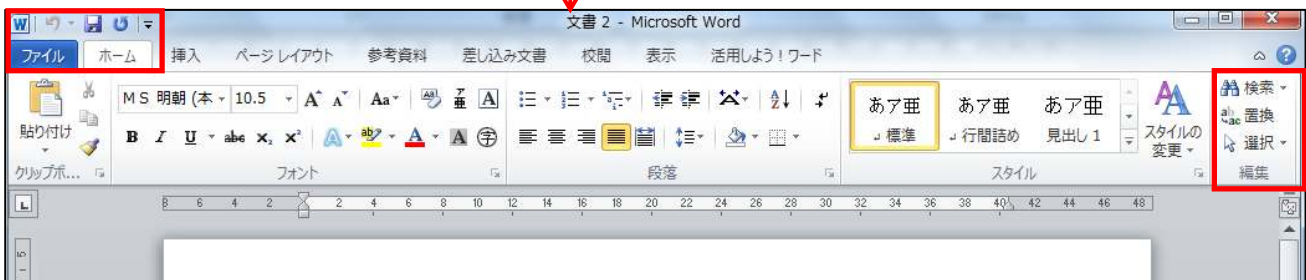 文書 2 - Microsoft Word
ファイル ホーム 挿入 ページ レイアウト 参考資料 差し込み文書 校閲 表示 活用しよう！ワード
ＭＳ 明朝 (本 10.5 A A Aa ア亜 A あア亜 あア亜 あア亜 検索
貼り付け B I U abc X₂ X² A ab A A 字 標準 行間詰め 見出し 1 スタイルの変更 置換
選択
クリップボ... フォント 段落 スタイル 編集
L 8 6 4 2 2 4 6 8 10 12 14 16 18 20 22 24 26 28 30 32 34 36 38 40 42 44 46 48